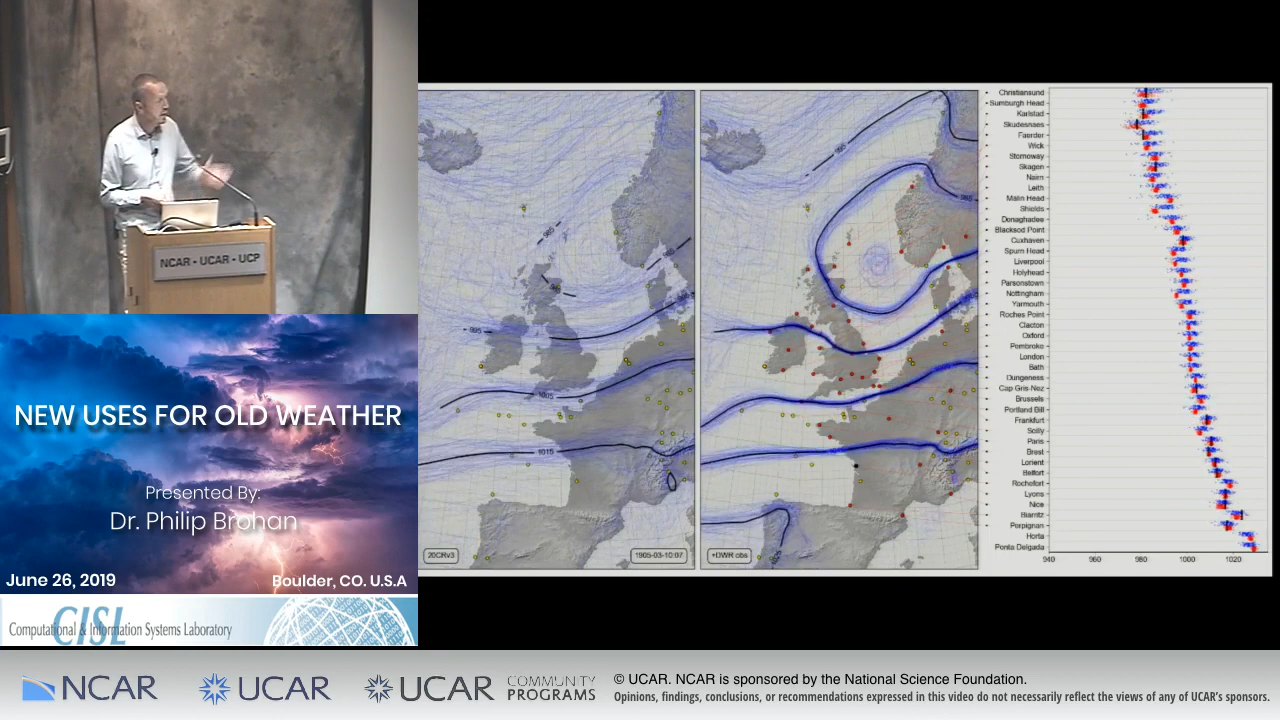 NCAR • UCAR • UCP
NEW USES FOR OLD WEATHER
Presented By:
Dr. Philip Brohan
June 26, 2019
Boulder, CO. U.S.A
CISL
Computational & Information Systems Laboratory
985
995
1005
1015
20CRv3
1905-03-10:07
965
985
+DWR obs
Christiansund
Sumburgh Head
Karlstad
Skudesnaes
Faerder
Wick
Stornoway
Skagen
Nairn
Leith
Malin Head
Shields
Donaghadee
Blacksod Point
Cuxhaven
Spurn Head
Liverpool
Holyhead
Parsonstown
Nottingham
Yarmouth
Roches Point
Clacton
Oxford
Pembroke
London
Bath
Dungeness
Cap Gris-Nez
Brussels
Portland Bill
Frankfurt
Scilly
Paris
Brest
Lorient
Belfort
Rochefort
Lyons
Nice
Biarritz
Perpignan
Horta
Ponta Delgada
940 960 980 1000 1020
NCAR
UCAR
UCAR
COMMUNITY
PROGRAMS
© UCAR. NCAR is sponsored by the National Science Foundation.
Opinions, findings, conclusions, or recommendations expressed in this video do not necessarily reflect the views of any of UCAR's sponsors.